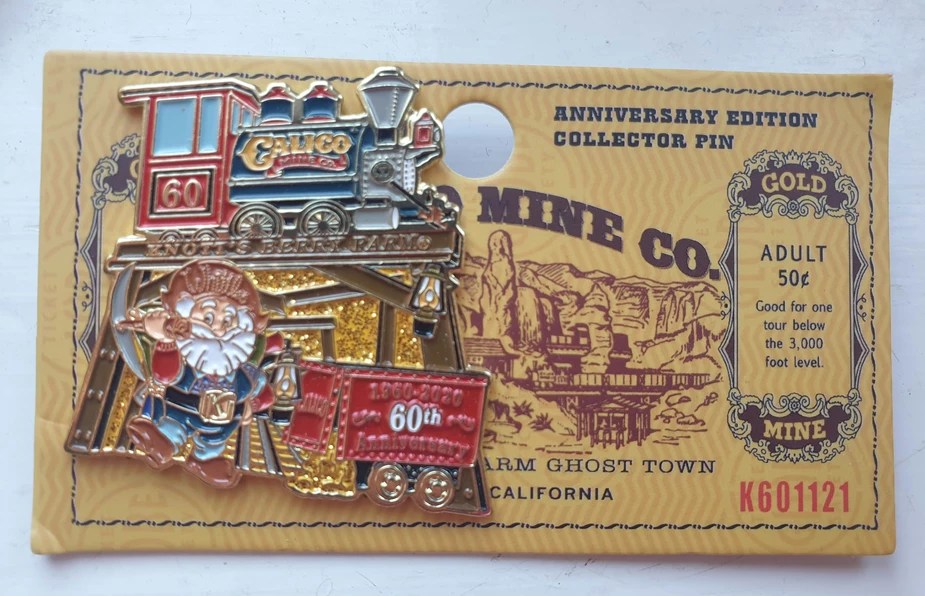 ANNIVERSARY EDITION
COLLECTOR PIN
CALICO
MINE CO.
60
KNOTT'S BERRY FARM®
O MINE CO.
GOLD
ADULT
50¢
Good for one
tour below
the 3,000
foot level.
MINE
1960-2020
60th
Anniversary
ARM GHOST TOWN
CALIFORNIA
K601121